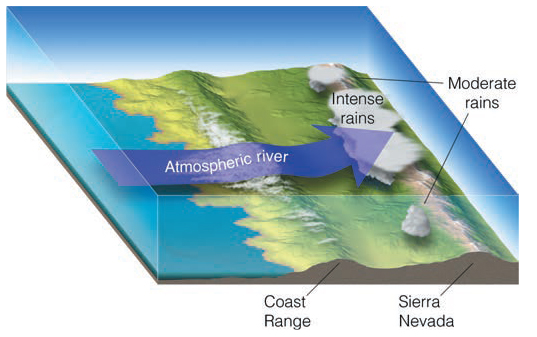 Moderate
rains
Intense
rains
Atmospheric river
Coast
Range
Sierra
Nevada